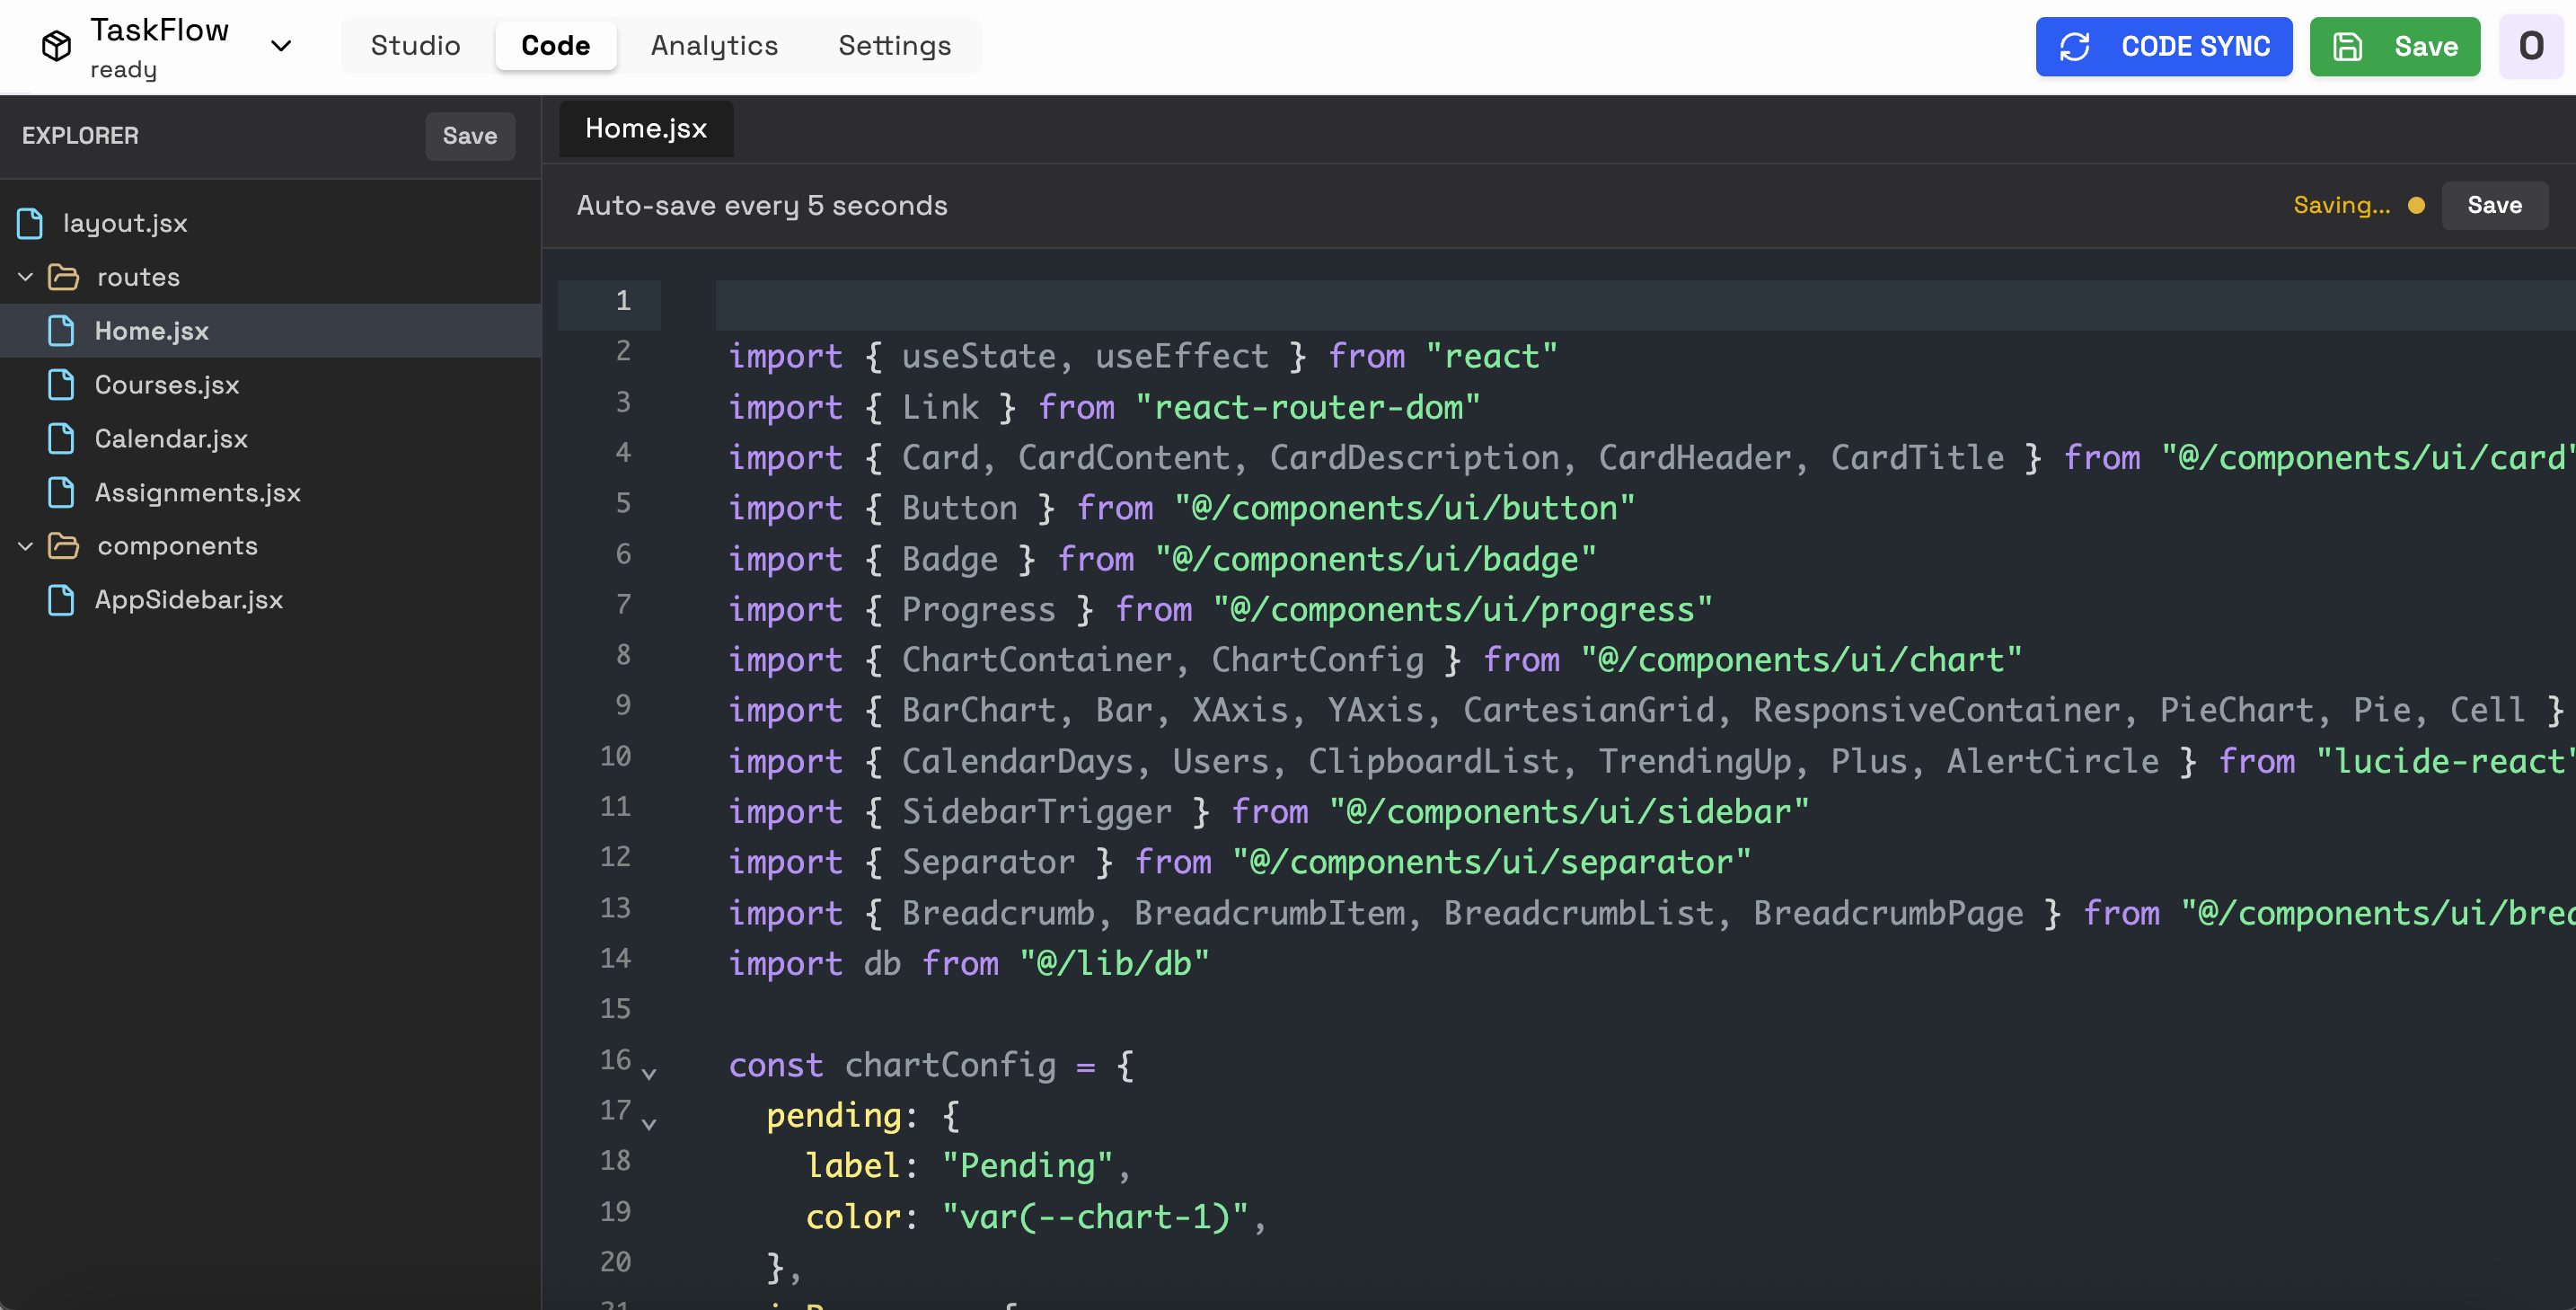 TaskFlow
ready
Studio
Code
Analytics
Settings
CODE SYNC
Save
O
EXPLORER
Save
layout.jsx
routes
Home.jsx
Courses.jsx
Calendar.jsx
Assignments.jsx
components
AppSidebar.jsx
Home.jsx
Auto-save every 5 seconds
Saving...
Save
1
2 import { useState, useEffect } from "react"
3 import { Link } from "react-router-dom"
4 import { Card, CardContent, CardDescription, CardHeader, CardTitle } from "@/components/ui/card"
5 import { Button } from "@/components/ui/button"
6 import { Badge } from "@/components/ui/badge"
7 import { Progress } from "@/components/ui/progress"
8 import { ChartContainer, ChartConfig } from "@/components/ui/chart"
9 import { BarChart, Bar, XAxis, YAxis, CartesianGrid, ResponsiveContainer, PieChart, Pie, Cell }
10 import { CalendarDays, Users, ClipboardList, TrendingUp, Plus, AlertCircle } from "lucide-react"
11 import { SidebarTrigger } from "@/components/ui/sidebar"
12 import { Separator } from "@/components/ui/separator"
13 import { Breadcrumb, BreadcrumbItem, BreadcrumbList, BreadcrumbPage } from "@/components/ui/brea
14 import db from "@/lib/db"
15
16 const chartConfig = {
17 pending: {
18 label: "Pending",
19 color: "var(--chart-1)",
20 },